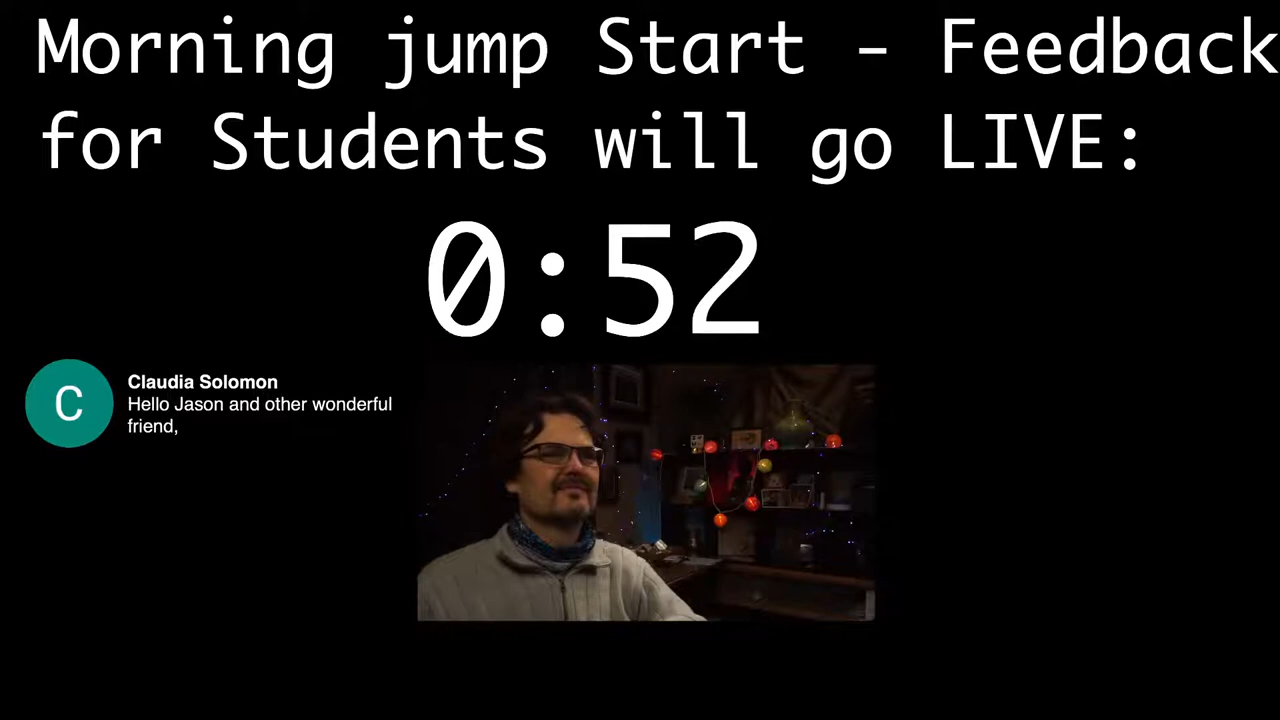 Morning jump Start - Feedback
for Students will go LIVE:
0:52
C
Claudia Solomon
Hello Jason and other wonderful
friend,